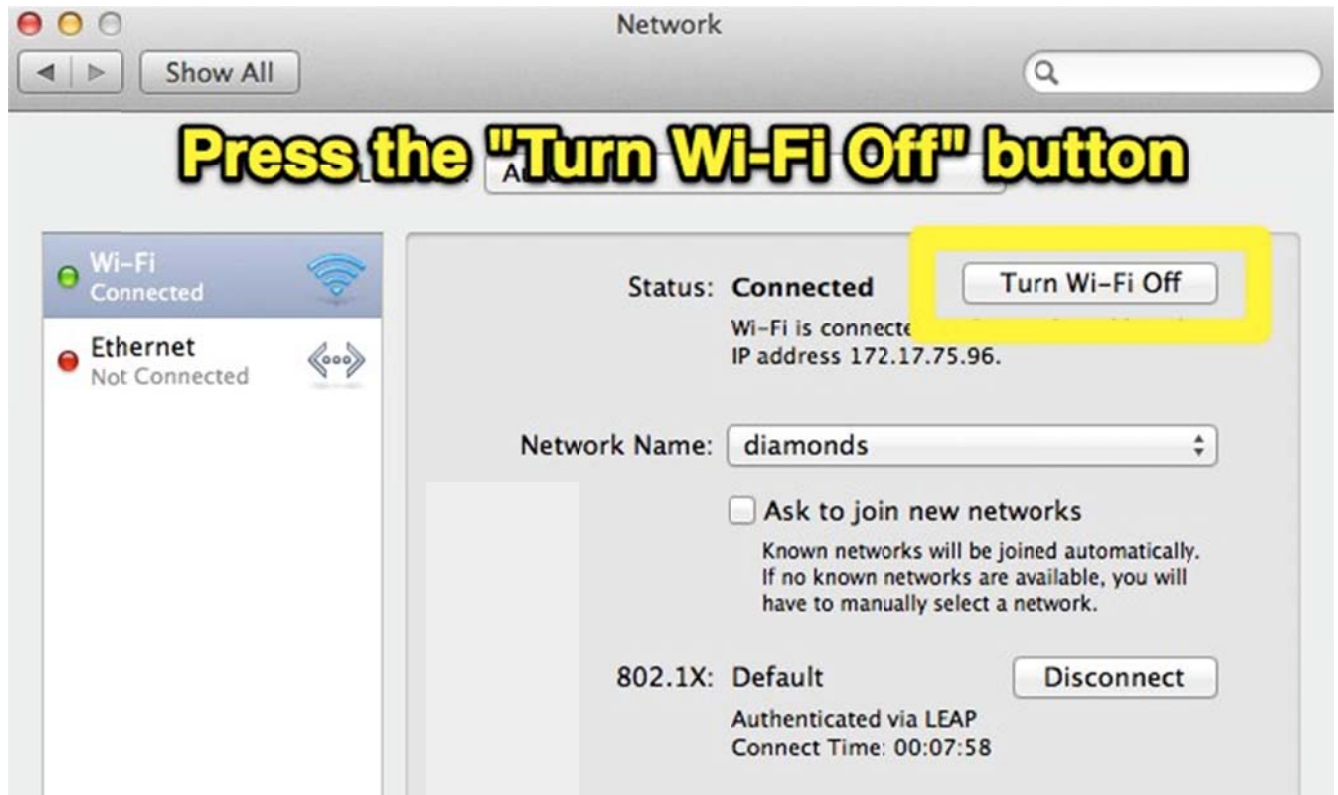 Network
Show All
Press the "Turn Wi-Fi Off" button
Wi-Fi
Connected
Ethernet
Not Connected
Status: Connected
Turn Wi-Fi Off
Wi-Fi is
IP address 172.17.75.96.
Network Name: diamonds
Ask to join new networks
Known networks will be joined automatically.
If no known networks are available, you will
have to manually select a network.
802.1X: Default
Disconnect
Authenticated via LEAP
Connect Time: 00:07:58